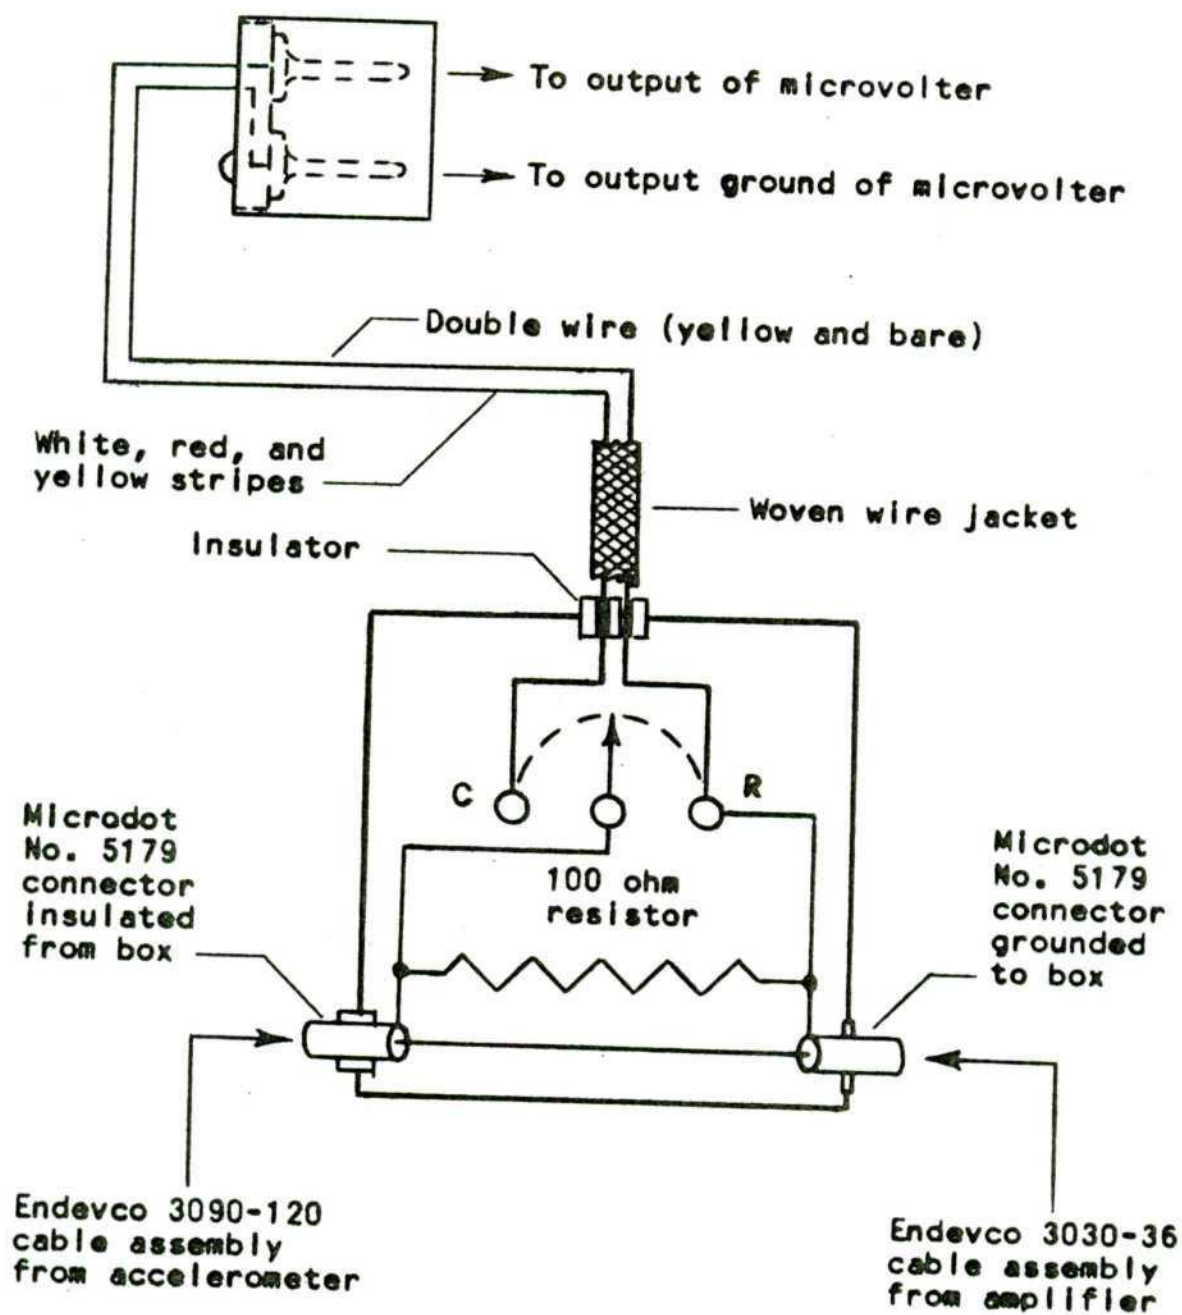 To output of microvolter
To output ground of microvolter
Double wire (yellow and bare)
White, red, and
yellow stripes
Woven wire jacket
Insulator
C
R
Microdot
No. 5179
connector
insulated
from box
100 ohm
resistor
Microdot
No. 5179
connector
grounded
to box
Endevco 3090-120
cable assembly
from accelerometer
Endevco 3030-36
cable assembly
from amplifier